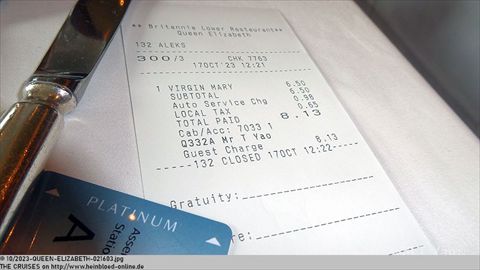 ** Britannia Lower Restaurant**
Queen Elizabeth
132 ALEKS
300/3 CHK 7763
17OCT'23 12:21
1 VIRGIN MARY 6.50
SUBTOTAL 6.50
Auto Service Chg 0.98
LOCAL TAX 0.65
TOTAL PAID 8.13
Cab/Acc: 7033 1
Q332A Mr T Yao
Guest Charge 8.13
-----132 CLOSED 17OCT 12:22-----
Gratuity:
e:
PLATINUM
Asse
Statio
A
© 10/2023-QUEEN-ELIZABETH-021603.jpg
THE CRUISES on http://www.heinbloed-online.de